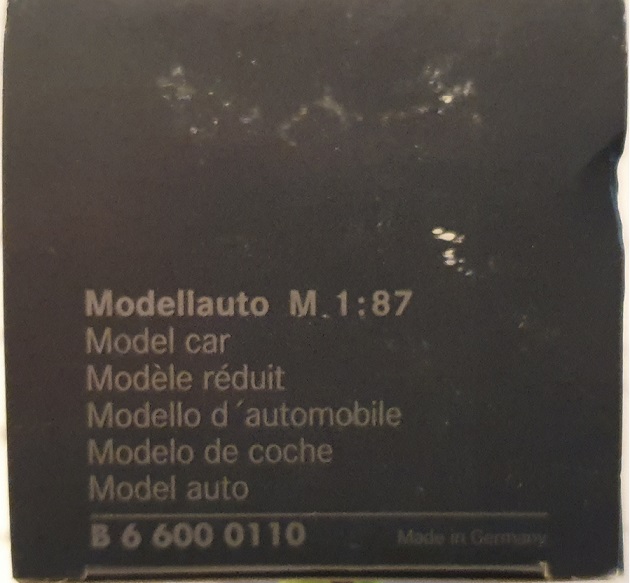 Modellauto M. 1:87
Model car
Modèle réduit
Modello d´automobile
Modelo de coche
Model auto
B 6 600 0110 Made in Germany